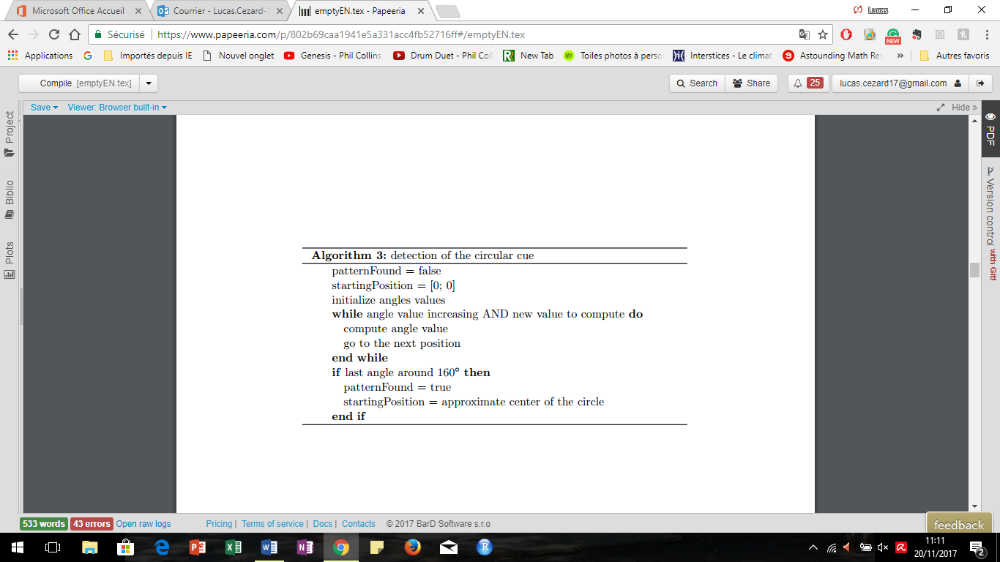 Microsoft Office Accueil
Courrier - Lucas.Cezard-
emptyEN.tex - Papeeria
Lucas
Sécurisé https://www.papeeria.com/p/802b69caa1941e5a331acc4fb52716ff#/emptyEN.tex
Applications Importés depuis IE Nouvel onglet Genesis - Phil Collins Drum Duet - Phil Coll New Tab Toiles photos à perso Interstices - Le climat Astounding Math Res » Autres favoris
NEW
Compile [emptyEN.tex] Search Share 25 lucas.cezard17@gmail.com
Save Viewer: Browser built-in Hide »
Project
Biblio
Plots
PDF
Version control with Git!
Algorithm 3: detection of the circular cue
patternFound = false
startingPosition = [0; 0]
initialize angles values
while angle value increasing AND new value to compute do
compute angle value
go to the next position
end while
if last angle around 160° then
patternFound = true
startingPosition = approximate center of the circle
end if
533 words 43 errors Open raw logs Pricing | Terms of service | Docs | Contacts © 2017 BarD Software s.r.o
feedback
11:11
20/11/2017
2